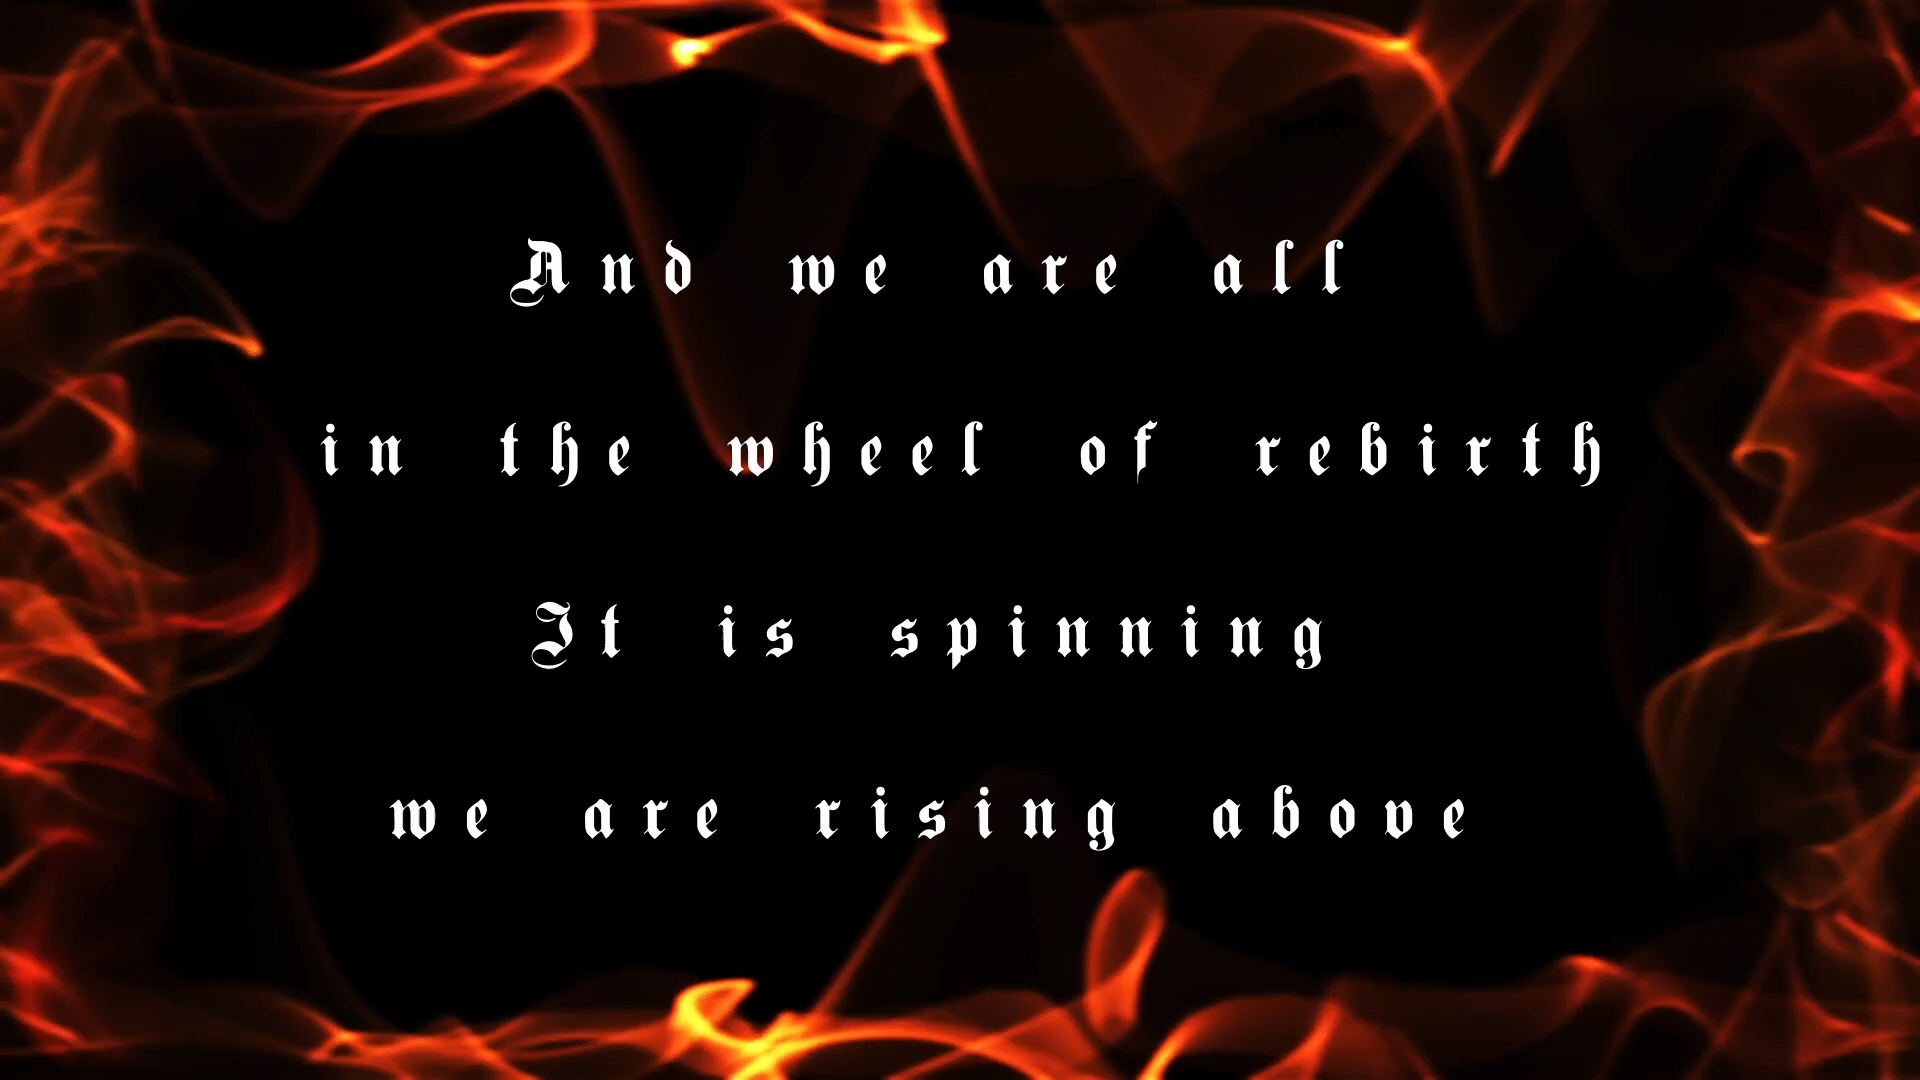 And we are all
in the wheel of rebirth
It is spinning
we are rising above